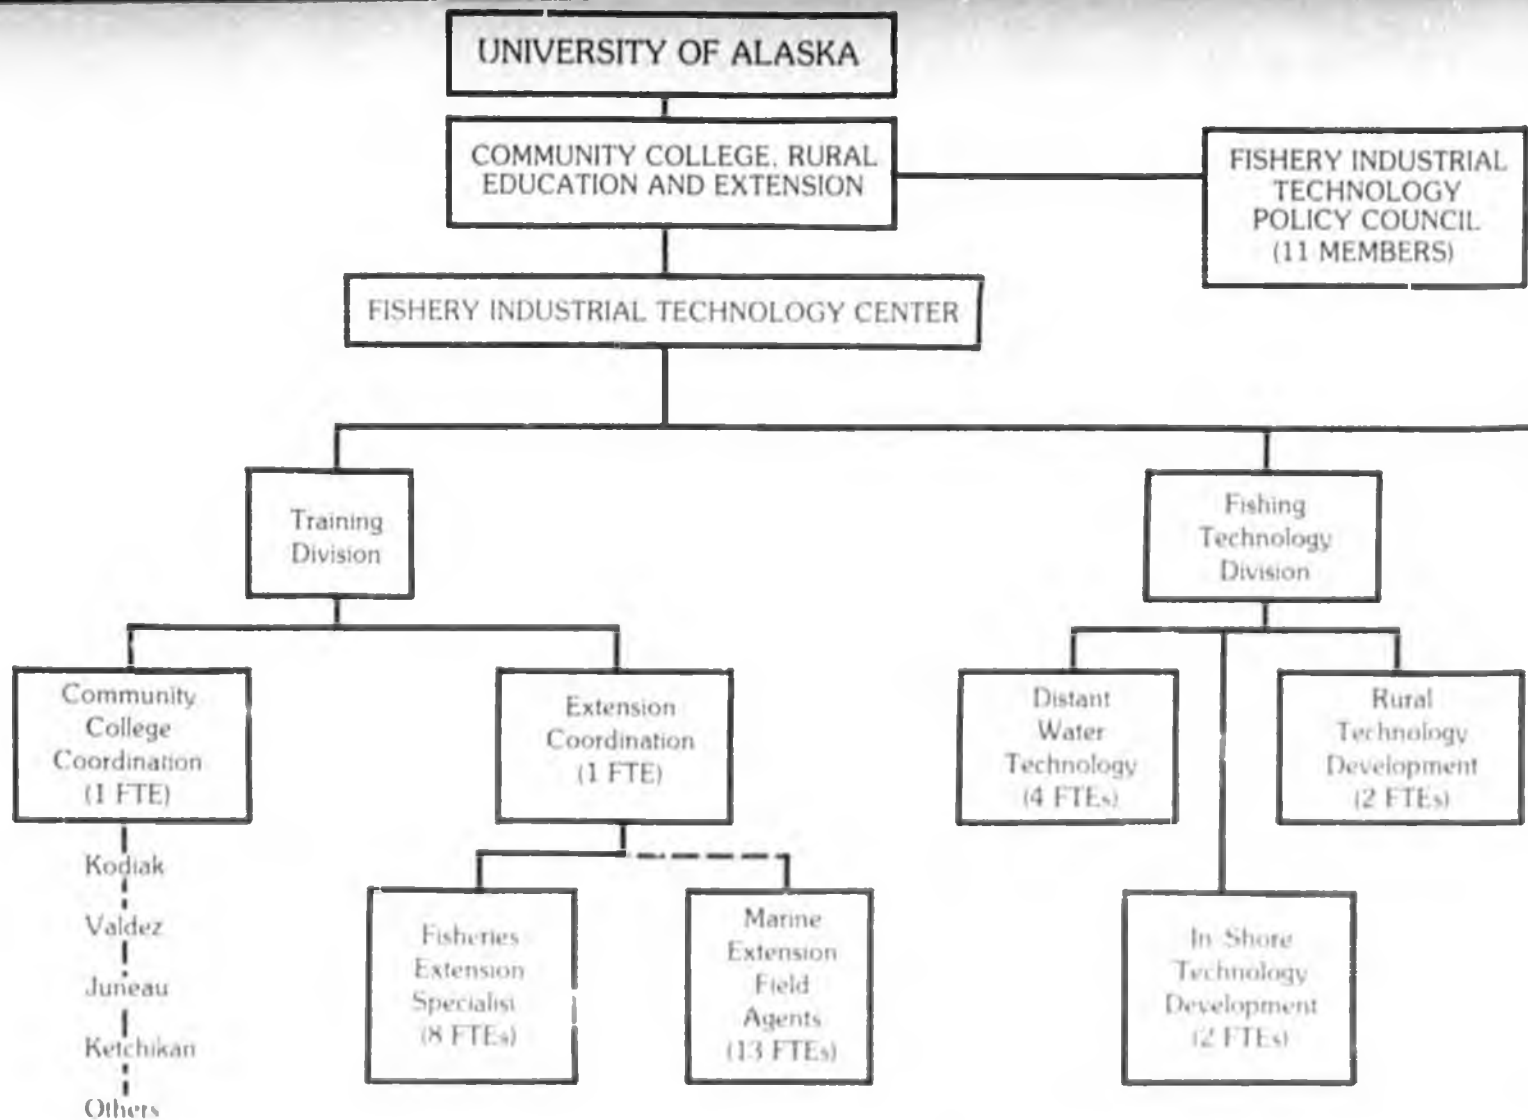 UNIVERSITY OF ALASKA
COMMUNITY COLLEGE, RURAL
EDUCATION AND EXTENSION
FISHERY INDUSTRIAL
TECHNOLOGY
POLICY COUNCIL
(11 MEMBERS)
FISHERY INDUSTRIAL TECHNOLOGY CENTER
Training
Division
Fishing
Technology
Division
Community
College
Coordination
(1 FTE)
Kodiak
Valdez
Juneau
Ketchikan
Others
Extension
Coordination
(1 FTE)
Fisheries
Extension
Specialist
(8 FTEs)
Marine
Extension
Field
Agents
(13 FTEs)
Distant
Water
Technology
(4 FTEs)
Rural
Technology
Development
(2 FTEs)
In Shore
Technology
Development
(2 FTEs)